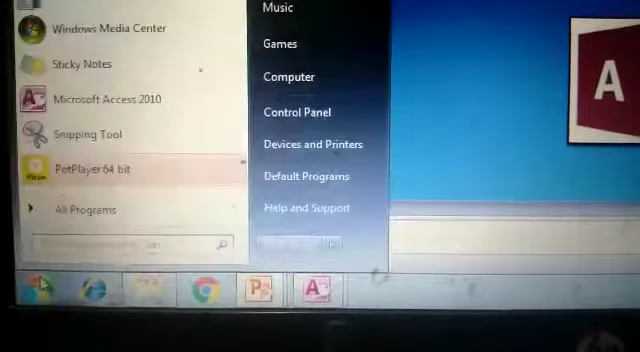 Music
Windows Media Center
Games
Sticky Notes
Computer
Microsoft Access 2010
Control Panel
Snipping Tool
Devices and Printers
PotPlayer 64 bit
Default Programs
All Programs
Help and Support
A